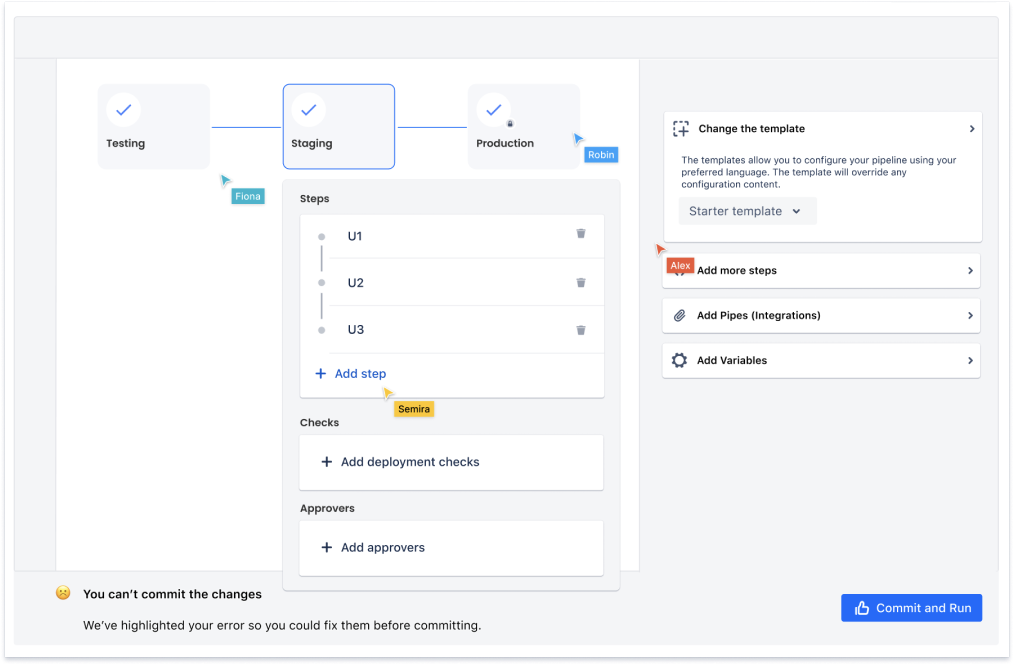 Testing
Staging
Production
Robin
Fiona
Steps
U1
U2
U3
Add step
Semira
Checks
Add deployment checks
Approvers
Add approvers
Change the template
The templates allow you to configure your pipeline using your
preferred language. The template will override any
configuration content.
Starter template
Alex
Add more steps
Add Pipes (Integrations)
Add Variables
You can’t commit the changes
We’ve highlighted your error so you could fix them before committing.
Commit and Run